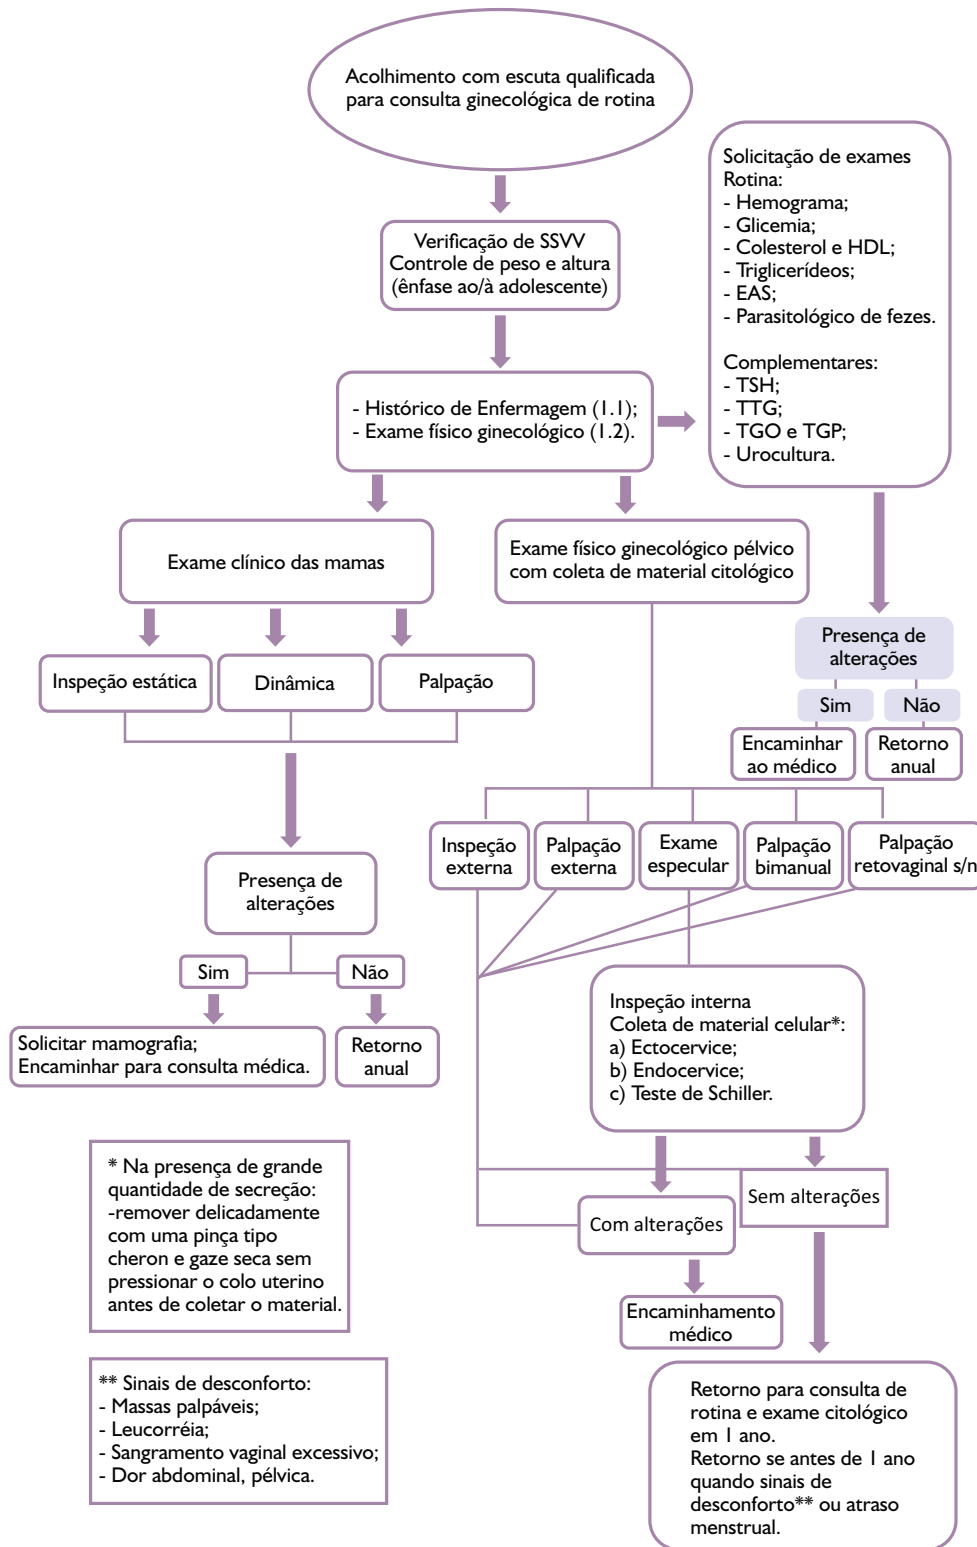 Acolhimento com escuta qualificada
para consulta ginecológica de rotina
Solicitação de exames
Rotina:
- Hemograma;
- Glicemia;
- Colesterol e HDL;
- Triglicerídeos;
- EAS;
- Parasitológico de fezes.
Complementares:
- TSH;
- TTG;
- TGO e TGP;
- Urocultura.
Verificação de SSVV
Controle de peso e altura
(ênfase ao/à adolescente)
- Histórico de Enfermagem (1.1);
- Exame físico ginecológico (1.2).
Exame clínico das mamas
Exame físico ginecológico pélvico
com coleta de material citológico
Presença de
alterações
Sim
Não
Encaminhar
ao médico
Retorno
anual
Inspeção estática
Dinâmica
Palpação
Inspeção
externa
Palpação
externa
Exame
especular
Palpação
bimanual
Palpação
retovaginal s/n
Presença de
alterações
Sim
Não
Solicitar mamografia;
Encaminhar para consulta médica.
Retorno
anual
Inspeção interna
Coleta de material celular*:
a) Ectocervice;
b) Endocervice;
c) Teste de Schiller.
* Na presença de grande
quantidade de secreção:
-remover delicadamente
com uma pinça tipo
cheron e gaze seca sem
pressionar o colo uterino
antes de coletar o material.
Com alterações
Sem alterações
Encaminhamento
médico
** Sinais de desconforto:
- Massas palpáveis;
- Leucorréia;
- Sangramento vaginal excessivo;
- Dor abdominal, pélvica.
Retorno para consulta de
rotina e exame citológico
em 1 ano.
Retorno se antes de 1 ano
quando sinais de
desconforto** ou atraso
menstrual.